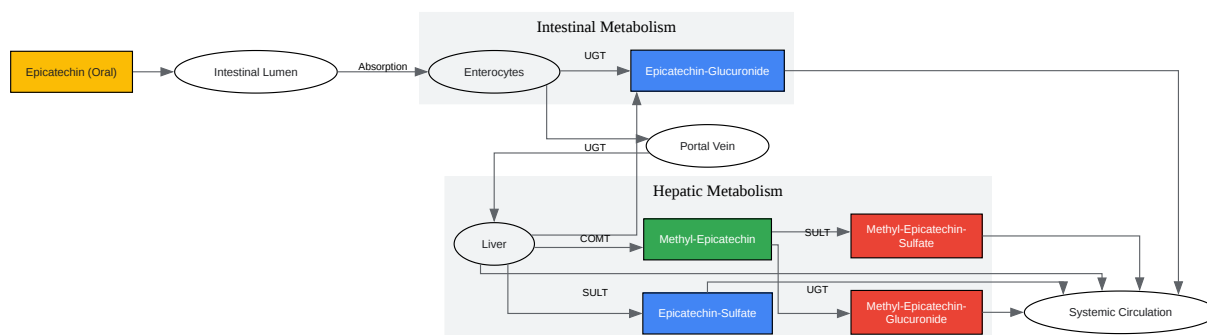 Intestinal Metabolism
Epicatechin (Oral)
Intestinal Lumen
Absorption
Enterocytes
UGT
Epicatechin-Glucuronide
Portal Vein
UGT
Hepatic Metabolism
Liver
COMT
Methyl-Epicatechin
SULT
Methyl-Epicatechin-
Sulfate
SULT
Epicatechin-Sulfate
UGT
Methyl-Epicatechin-
Glucuronide
Systemic Circulation